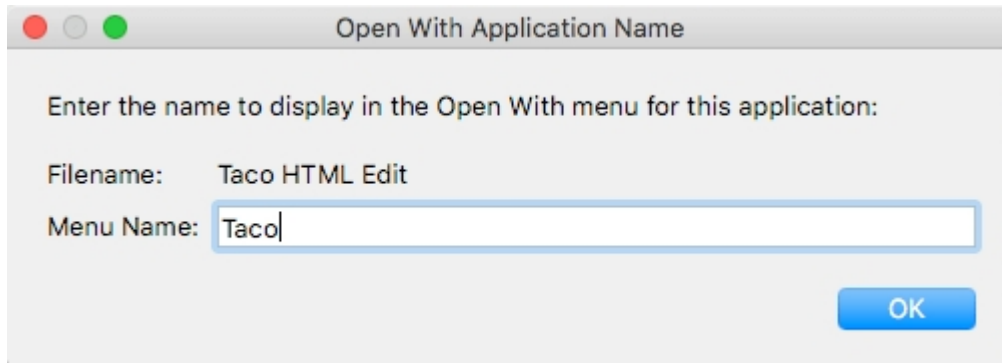 Open With Application Name
Enter the name to display in the Open With menu for this application:
Filename: Taco HTML Edit
Menu Name: Taco
OK